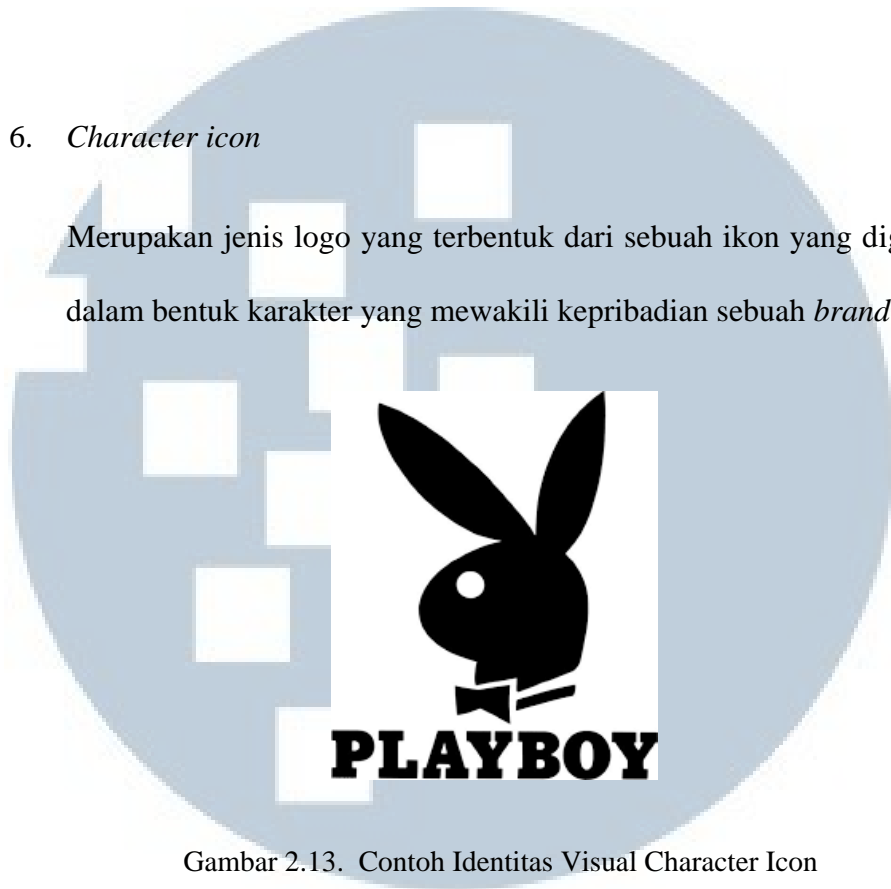 6. Character icon
Merupakan jenis logo yang terbentuk dari sebuah ikon yang
dalam bentuk karakter yang mewakili kepribadian sebuah brand
PLAYBOY
Gambar 2.13. Contoh Identitas Visual Character Icon